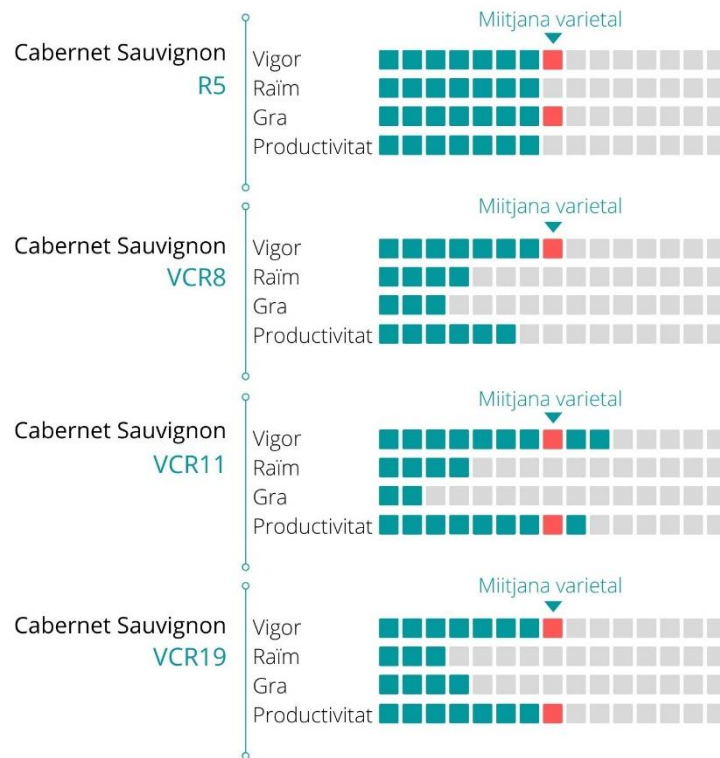 Miitjana varietal
Cabernet Sauvignon
R5
Vigor
Raïm
Gra
Productivitat
Miitjana varietal
Cabernet Sauvignon
VCR8
Vigor
Raïm
Gra
Productivitat
Miitjana varietal
Cabernet Sauvignon
VCR11
Vigor
Raïm
Gra
Productivitat
Miitjana varietal
Cabernet Sauvignon
VCR19
Vigor
Raïm
Gra
Productivitat